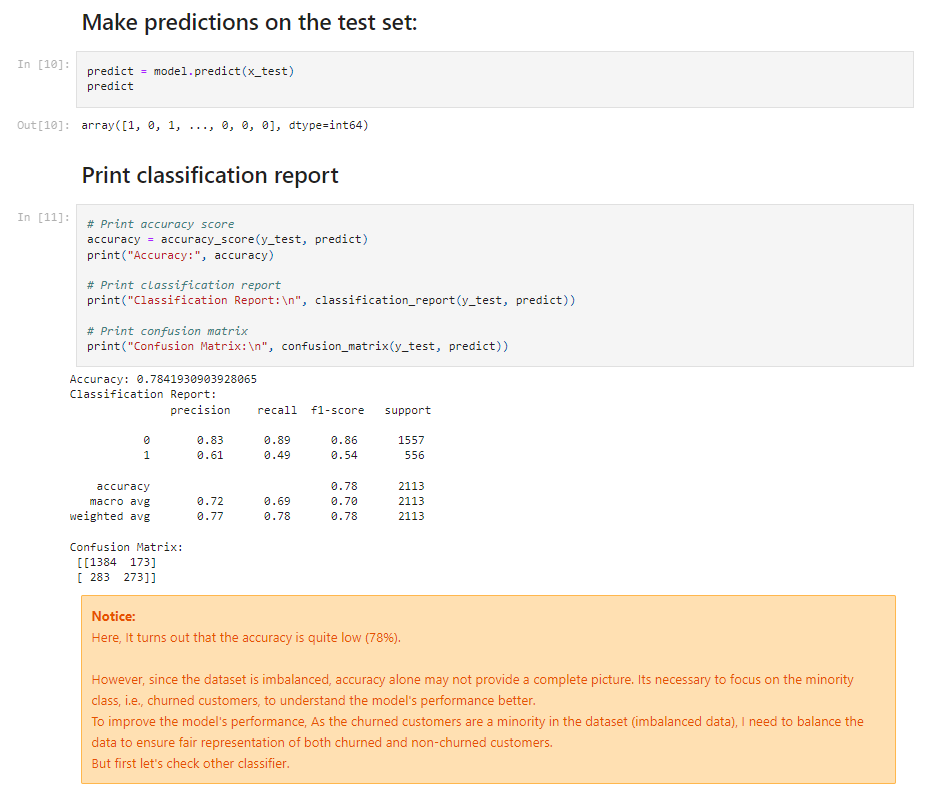 Make predictions on the test set:
In [10]:
predict = model.predict(x_test)
predict
Out[10]: array([1, 0, 1, ..., 0, 0, 0], dtype=int64)
Print classification report
In [11]:
# Print accuracy score
accuracy = accuracy_score(y_test, predict)
print("Accuracy:", accuracy)
# Print classification report
print("Classification Report:\n", classification_report(y_test, predict))
# Print confusion matrix
print("Confusion Matrix:\n", confusion_matrix(y_test, predict))
Accuracy: 0.7841930903928065
Classification Report:
precision recall f1-score support
0 0.83 0.89 0.86 1557
1 0.61 0.49 0.54 556
accuracy 0.78 2113
macro avg 0.72 0.69 0.70 2113
weighted avg 0.77 0.78 0.78 2113
Confusion Matrix:
[[1384 173]
[ 283 273]]
Notice:
Here, It turns out that the accuracy is quite low (78%).
However, since the dataset is imbalanced, accuracy alone may not provide a complete picture. Its necessary to focus on the minority
class, i.e., churned customers, to understand the model's performance better.
To improve the model's performance, As the churned customers are a minority in the dataset (imbalanced data), I need to balance the
data to ensure fair representation of both churned and non-churned customers.
But first let's check other classifier.